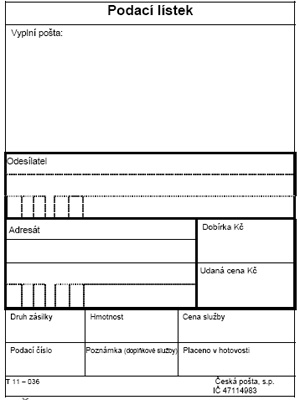 Podací lístek
Vyplní pošta:
Odesílatel
Adresát
Dobírka Kč
Udaná cena Kč
Druh zásilky Hmotnost Cena služby
Podací číslo Poznámka (doplňkové služby) Placeno v hotovosti
T 11 – 036 Česká pošta, s.p.
IČ 47114983